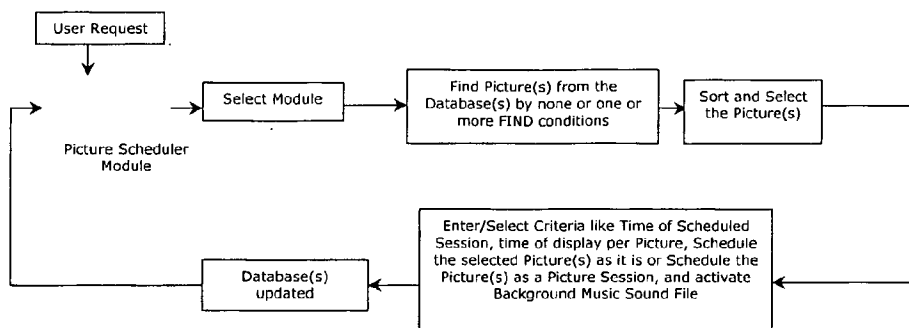 User Request
Select Module
Find Picture(s) from the
Database(s) by none or one or
more FIND conditions
Sort and Select
the Picture(s)
Picture Scheduler
Module
Enter/Select Criteria like Time of Scheduled
Session, time of display per Picture, Schedule
the selected Picture(s) as it is or Schedule the
Picture(s) as a Picture Session, and activate
Background Music Sound File
Database(s)
updated